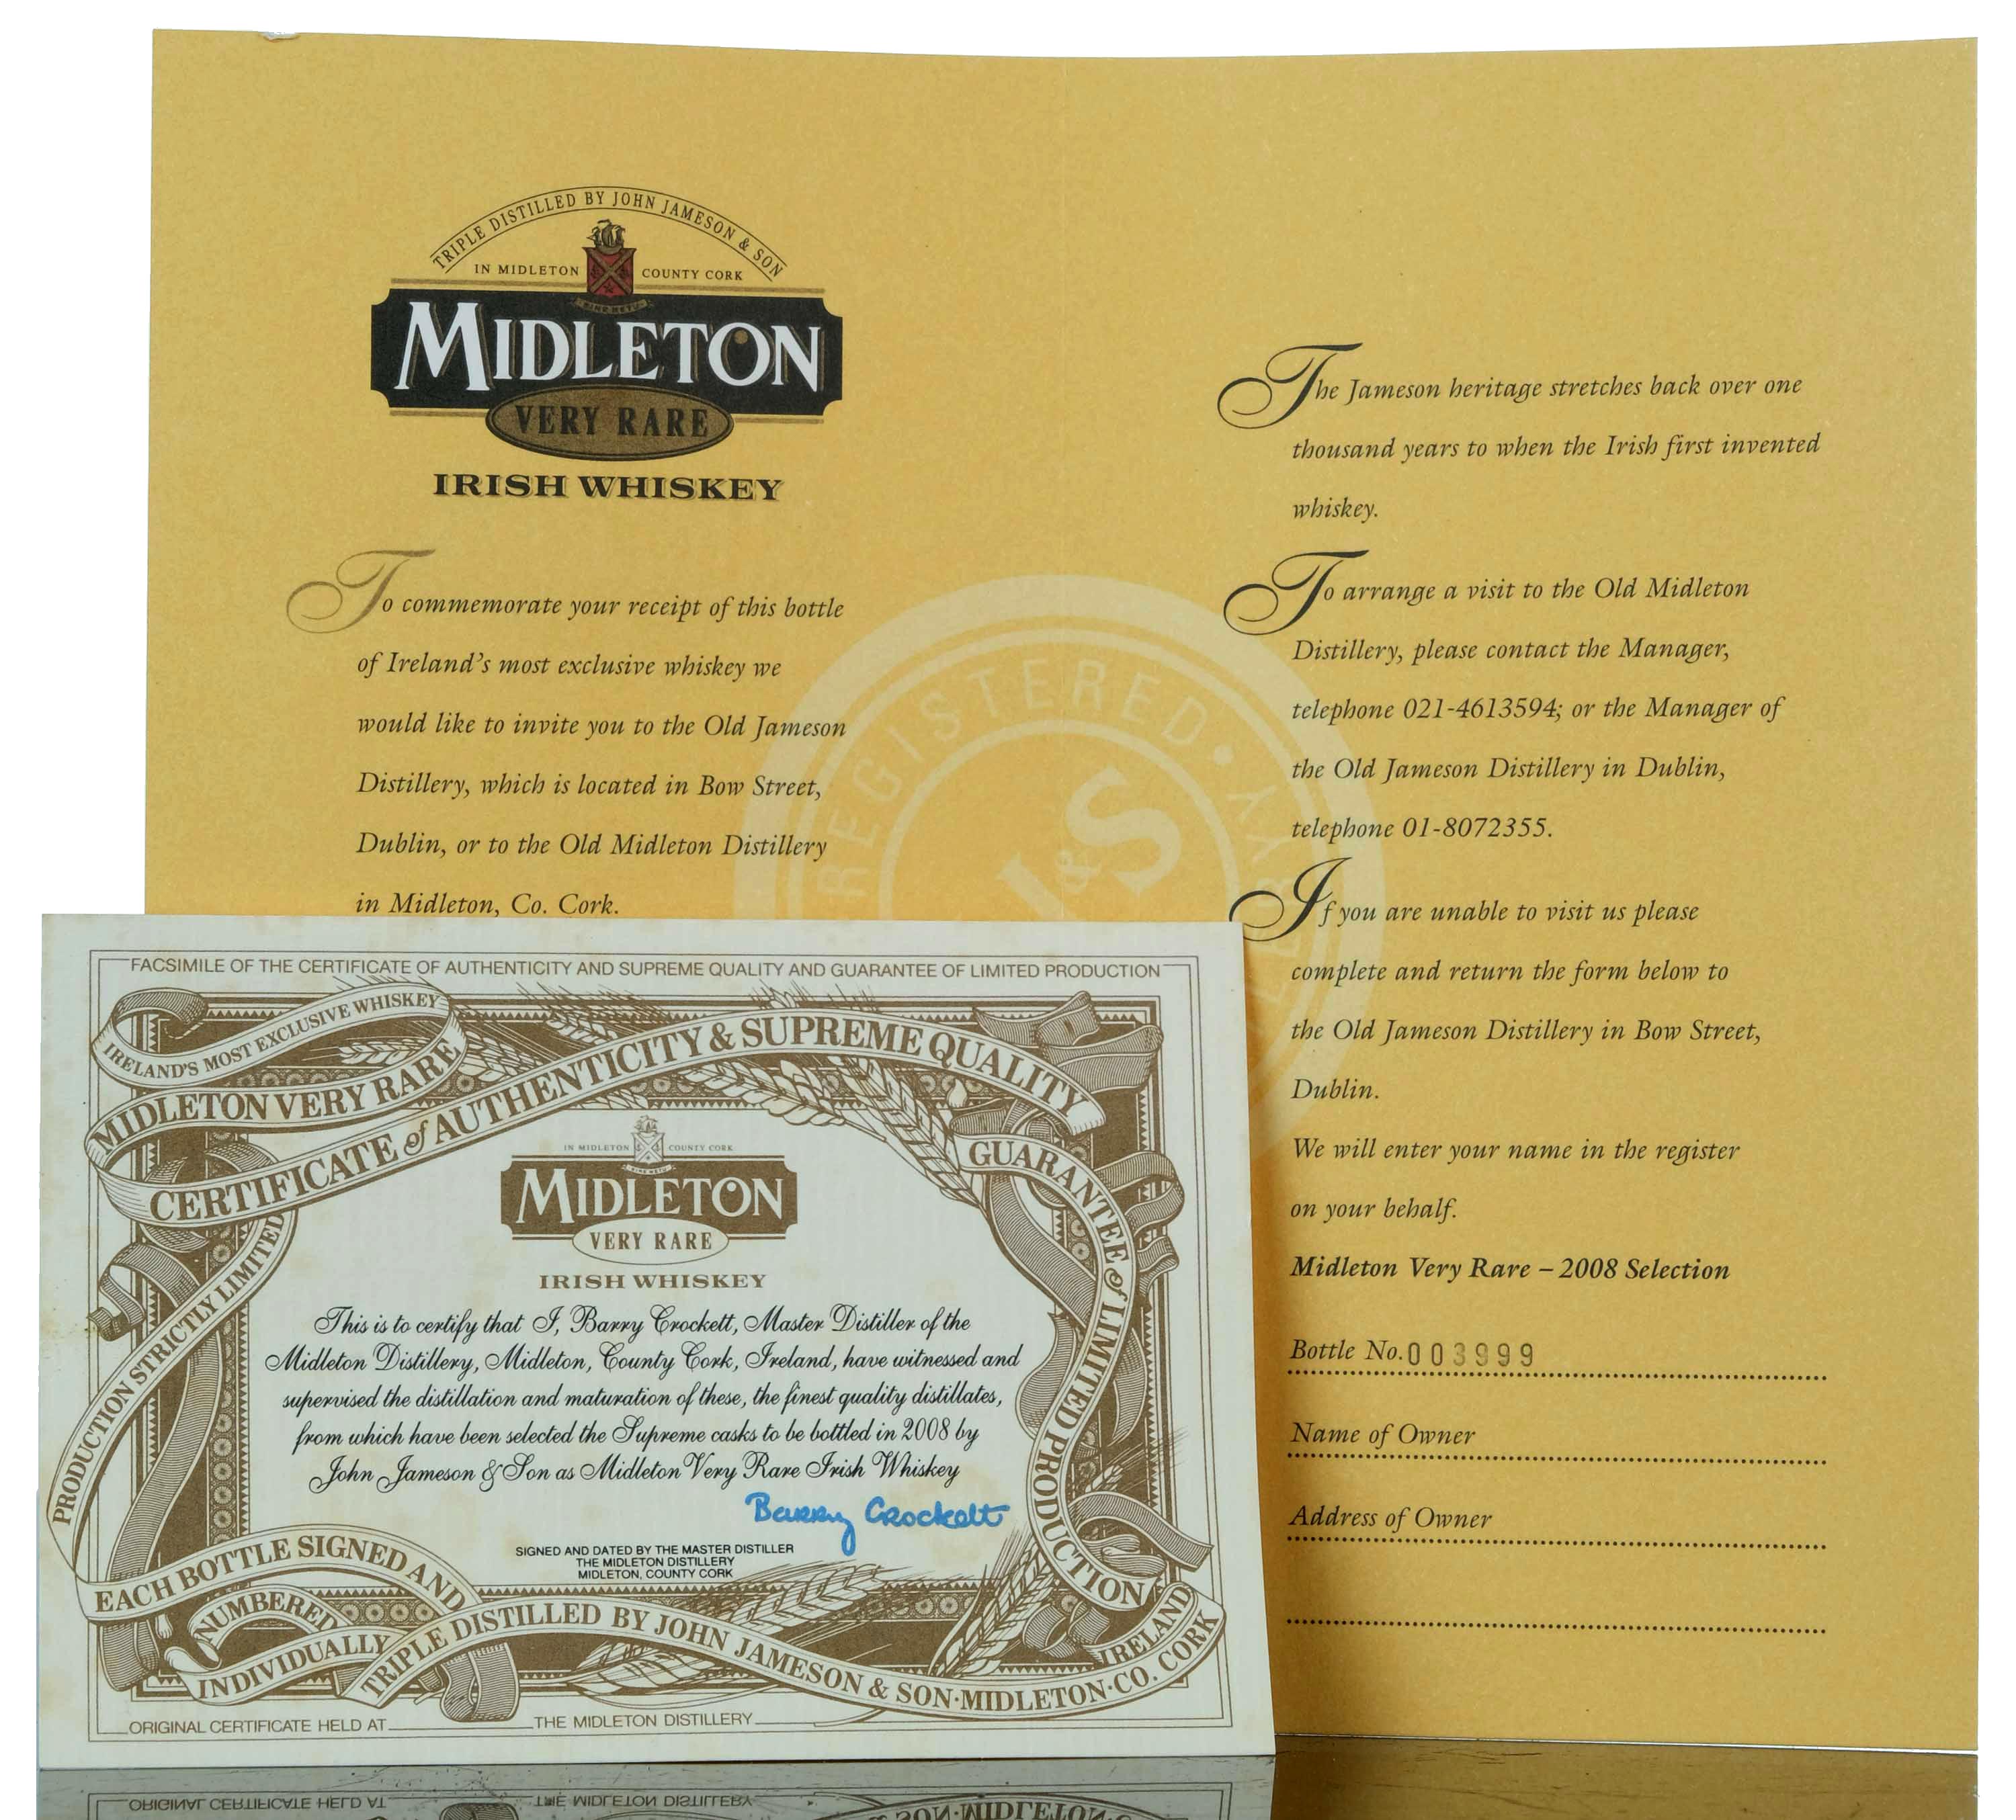 TRIPLE DISTILLED BY JOHN JAMESON & SON
IN MIDLETON COUNTY CORK
SINE METU
MIDLETON
VERY RARE
IRISH WHISKEY
To commemorate your receipt of this bottle
of Ireland's most exclusive whiskey we
would like to invite you to the Old Jameson
Distillery, which is located in Bow Street,
Dublin, or to the Old Midleton Distillery
in Midleton, Co. Cork.
REGISTERED
J&S
The Jameson heritage stretches back over one
thousand years to when the Irish first invented
whiskey.
To arrange a visit to the Old Midleton
Distillery, please contact the Manager,
telephone 021-4613594; or the Manager of
the Old Jameson Distillery in Dublin,
telephone 01-8072355.
If you are unable to visit us please
complete and return the form below to
the Old Jameson Distillery in Bow Street,
Dublin.
We will enter your name in the register
on your behalf.
Midleton Very Rare – 2008 Selection
Bottle No. 003999
Name of Owner
Address of Owner
FACSIMILE OF THE CERTIFICATE OF AUTHENTICITY AND SUPREME QUALITY AND GUARANTEE OF LIMITED PRODUCTION
IRELAND'S MOST EXCLUSIVE WHISKEY
MIDLETON VERY RARE
CERTIFICATE of AUTHENTICITY & SUPREME QUALITY
GUARANTEE of LIMITED PRODUCTION
PRODUCTION STRICTLY LIMITED
IN MIDLETON COUNTY CORK
SINE METU
MIDLETON
VERY RARE
IRISH WHISKEY
This is to certify that I, Barry Crockett, Master Distiller of the
Midleton Distillery, Midleton, County Cork, Ireland, have witnessed and
supervised the distillation and maturation of these, the finest quality distillates,
from which have been selected the Supreme casks to be bottled in 2008 by
John Jameson & Son as Midleton Very Rare Irish Whiskey
Barry Crockett
SIGNED AND DATED BY THE MASTER DISTILLER
THE MIDLETON DISTILLERY
MIDLETON, COUNTY CORK
EACH BOTTLE SIGNED AND
NUMBERED
INDIVIDUALLY
TRIPLE DISTILLED BY JOHN JAMESON & SON·MIDLETON·CO. CORK
IRELAND
ORIGINAL CERTIFICATE HELD AT THE MIDLETON DISTILLERY